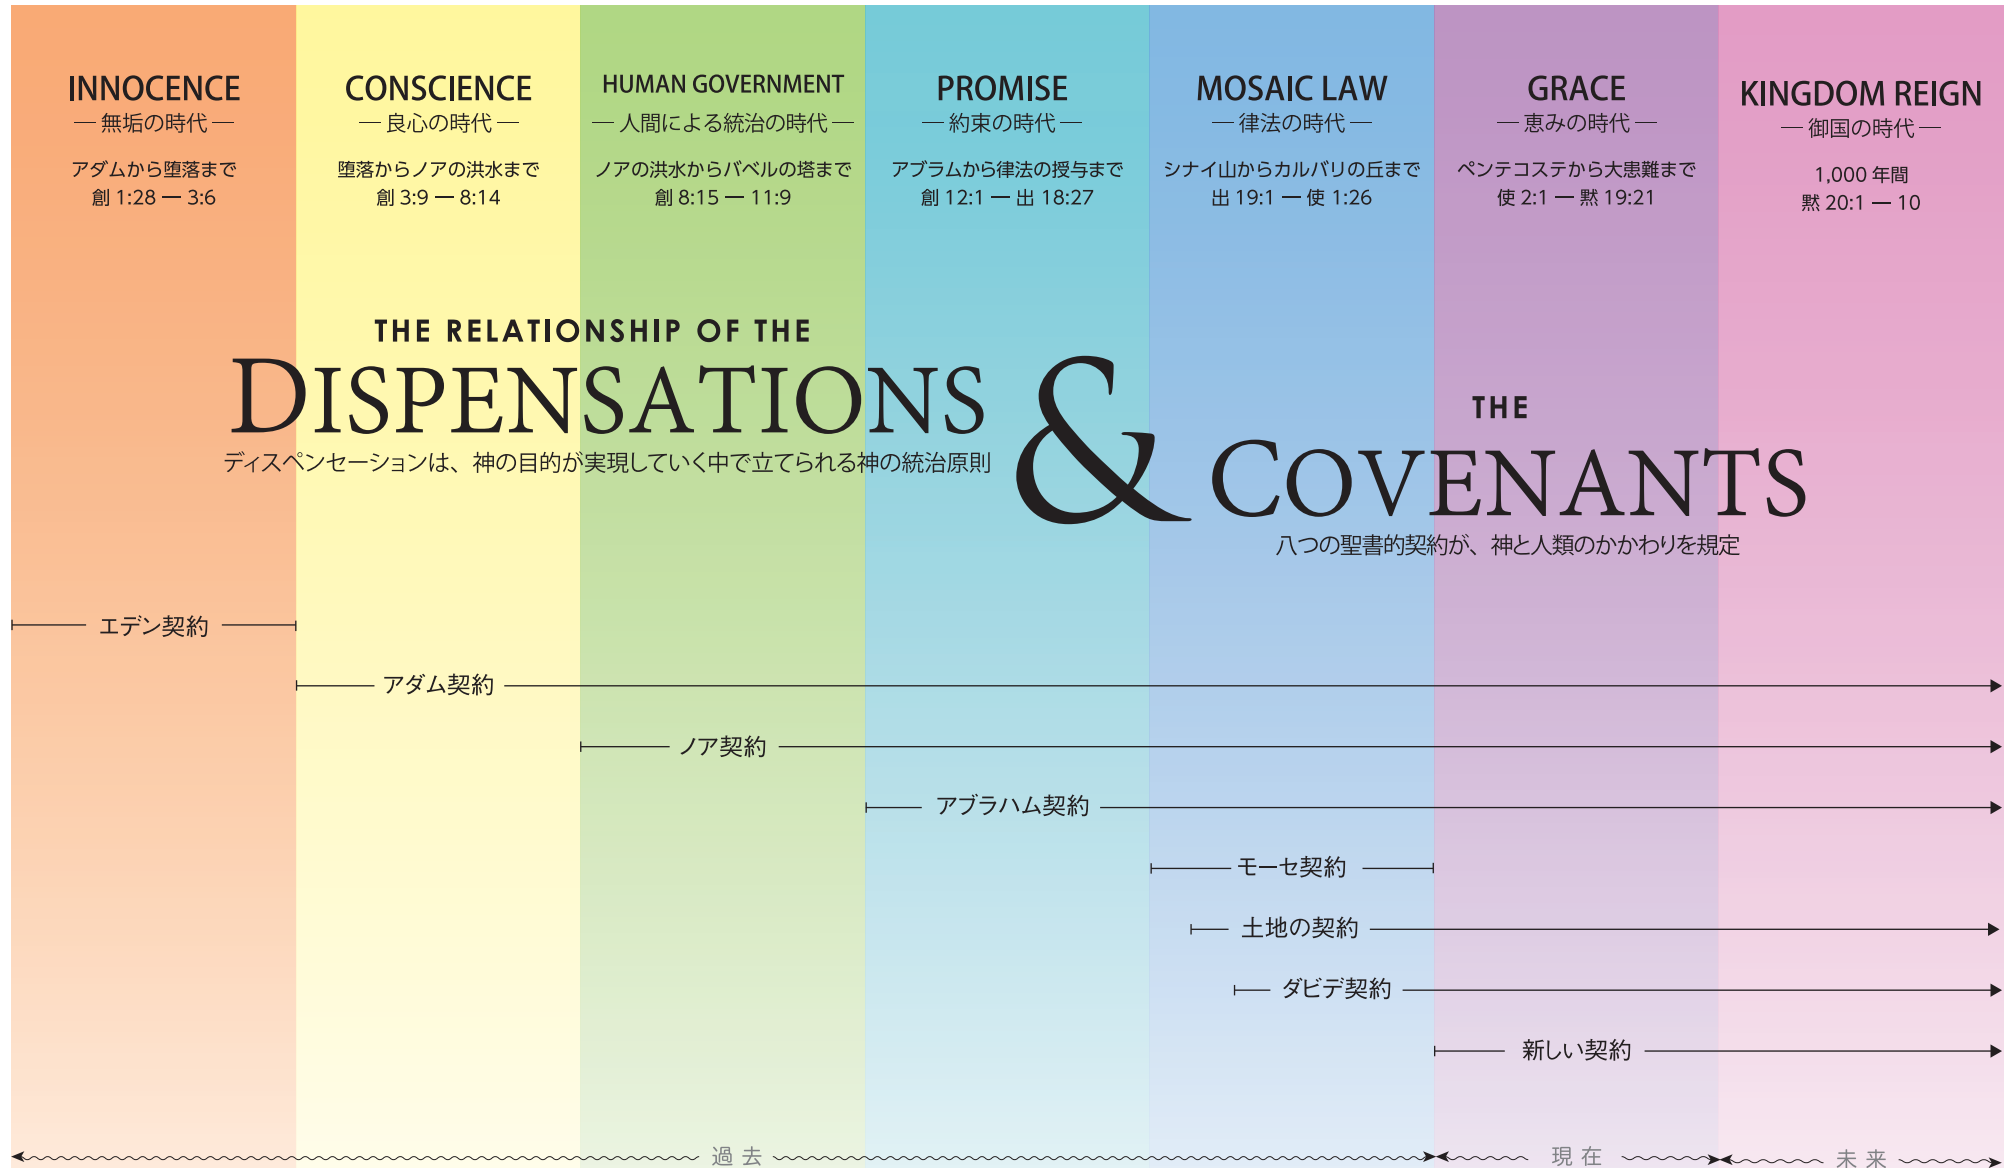 INNOCENCE
— 無垢の時代 —
アダムから堕落まで
創 1:28 — 3:6
CONSCIENCE
— 良心の時代 —
堕落からノアの洪水まで
創 3:9 — 8:14
HUMAN GOVERNMENT
— 人間による統治の時代 —
ノアの洪水からバベルの塔まで
創 8:15 — 11:9
PROMISE
— 約束の時代 —
アブラムから律法の授与まで
創 12:1 — 出 18:27
MOSAIC LAW
— 律法の時代 —
シナイ山からカルバリの丘まで
出 19:1 — 使 1:26
GRACE
— 恵みの時代 —
ペンテコステから大患難まで
使 2:1 — 黙 19:21
KINGDOM REIGN
— 御国の時代 —
1,000 年間
黙 20:1 — 10
THE RELATIONSHIP OF THE
DISPENSATIONS
ディスペンセーションは、神の目的が実現していく中で立てられる神の統治原則
&
THE
COVENANTS
八つの聖書的契約が、神と人類のかかわりを規定
エデン契約
アダム契約
ノア契約
アブラハム契約
モーセ契約
土地の契約
ダビデ契約
新しい契約
過去
現在
未来